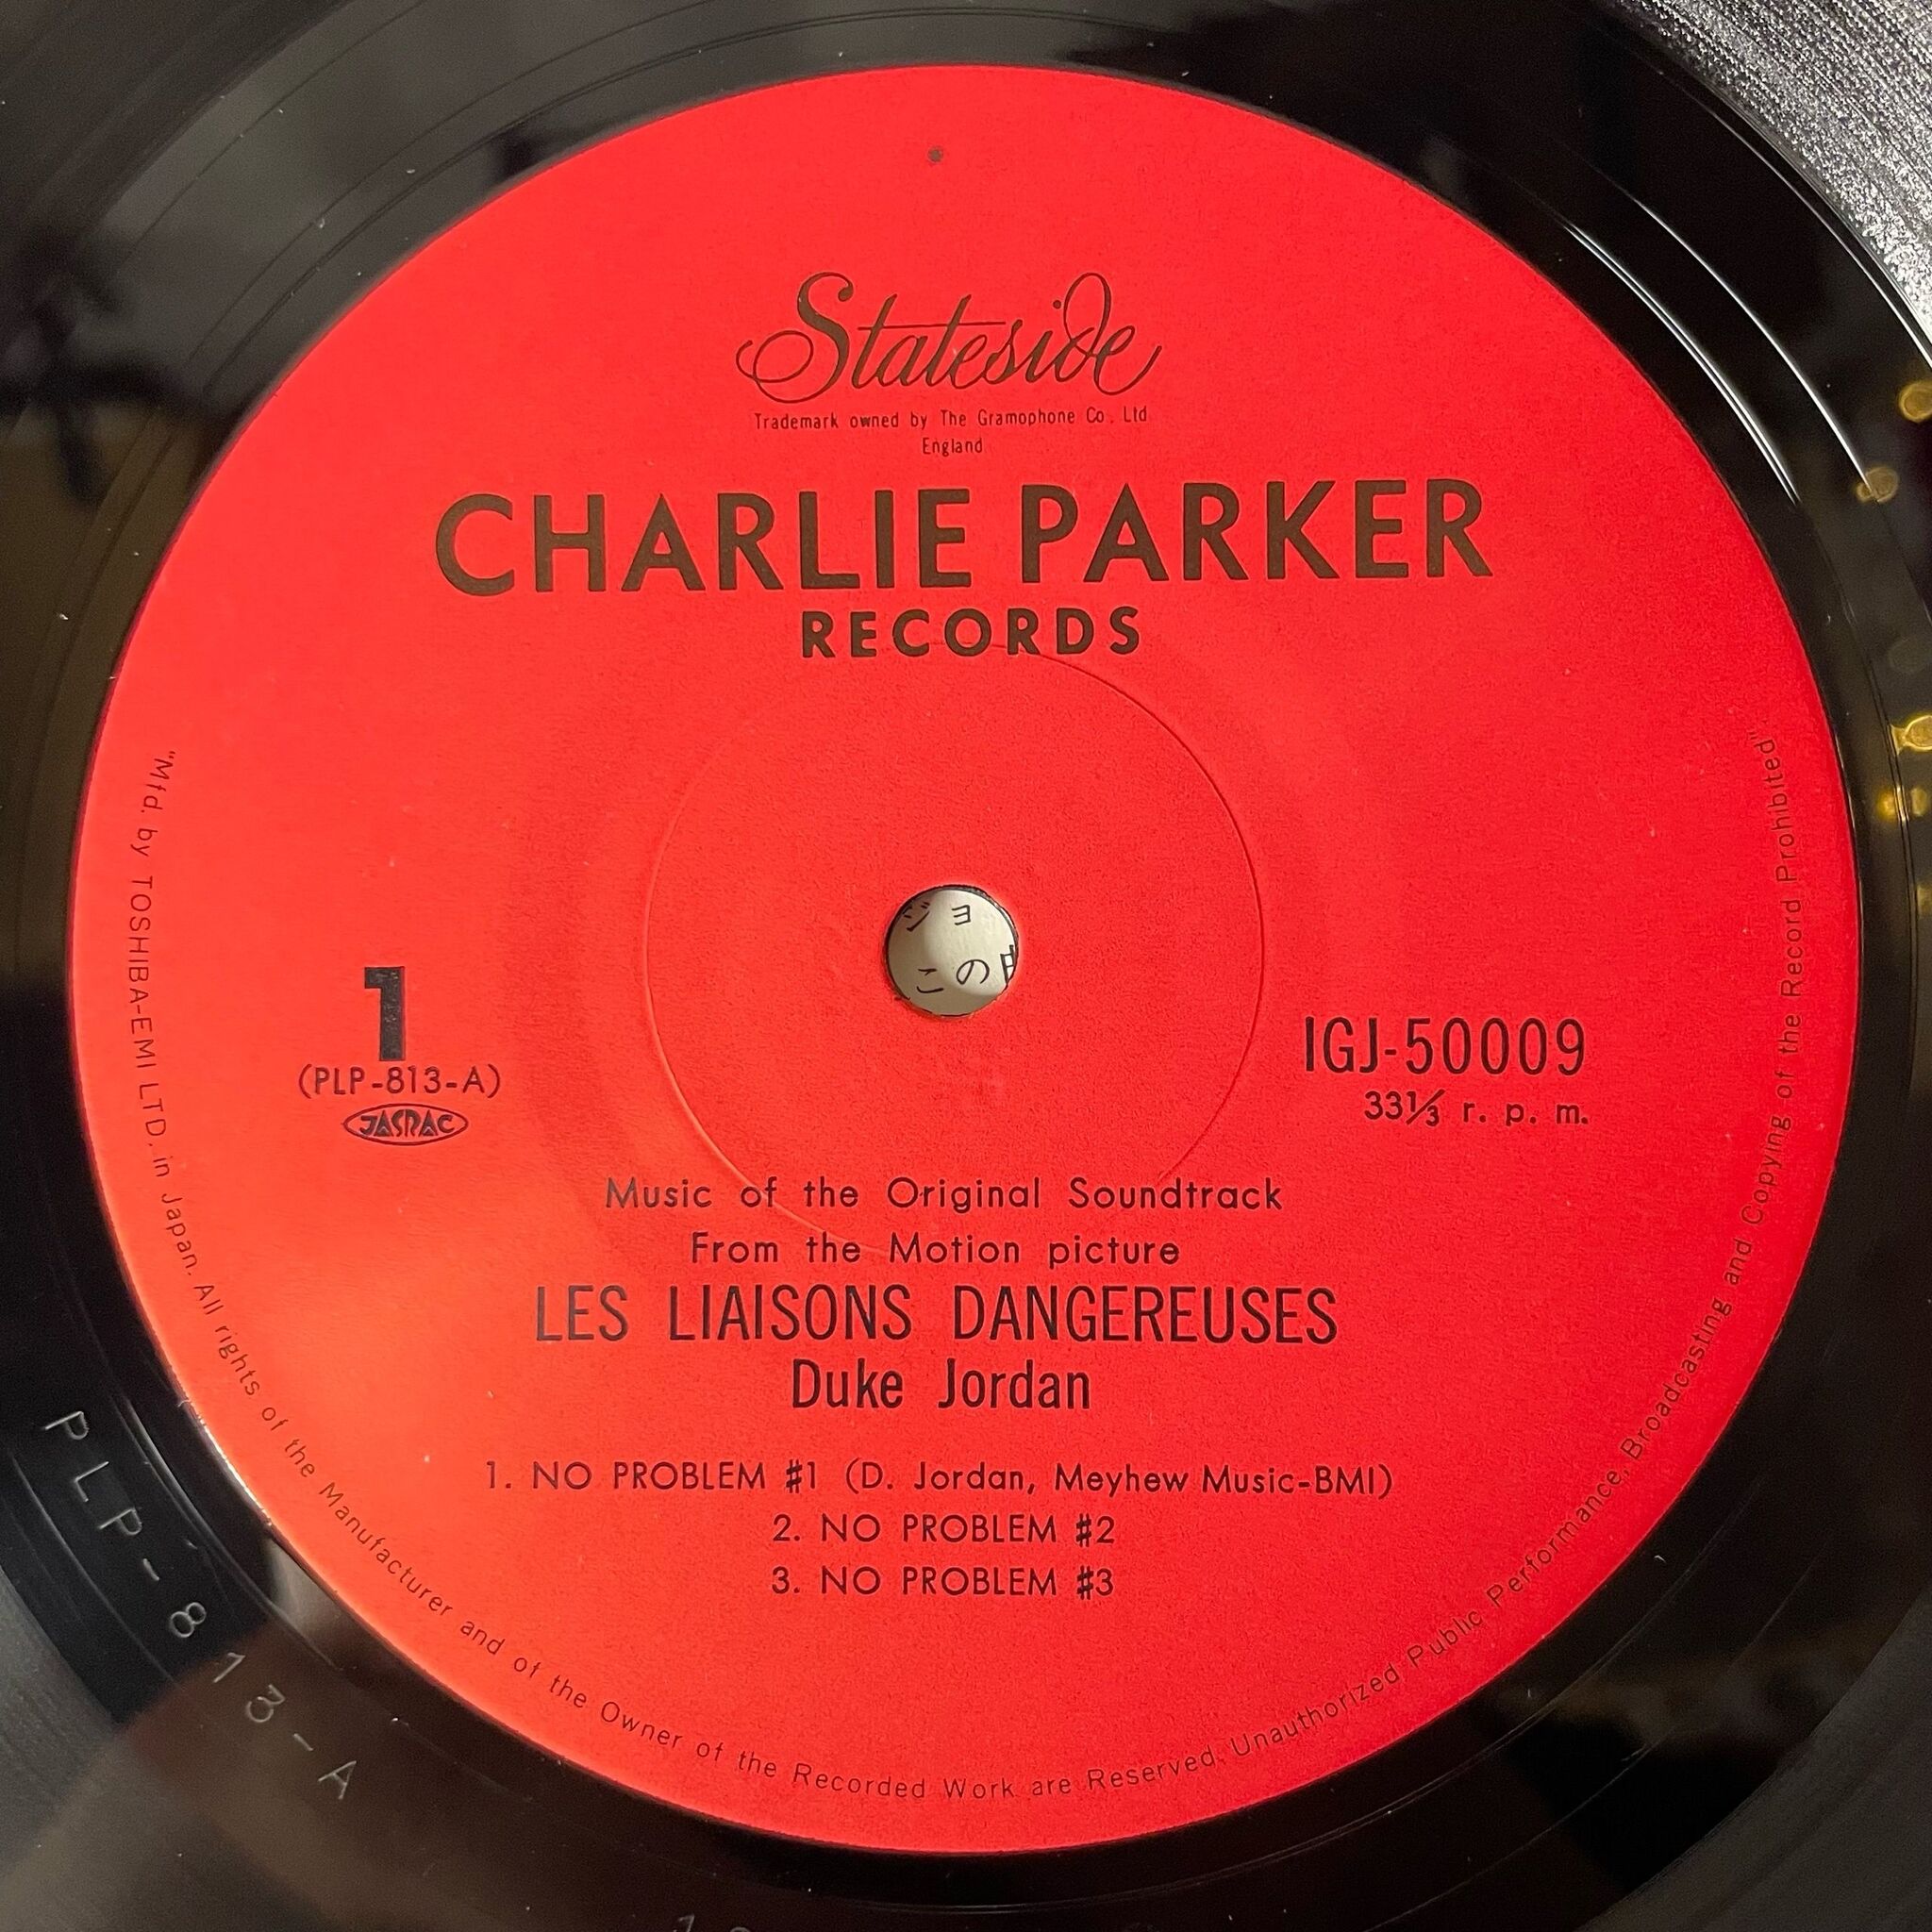 Stateside
Trademark owned by The Gramophone Co., Ltd
England
CHARLIE PARKER
RECORDS
ジョ
この
1
(PLP-813-A)
JASRAC
IGJ-50009
33⅓ r. p. m.
Music of the Original Soundtrack
From the Motion picture
LES LIAISONS DANGEREUSES
Duke Jordan
1. NO PROBLEM #1 (D. Jordan, Meyhew Music-BMI)
2. NO PROBLEM #2
3. NO PROBLEM #3
"Mfd. by TOSHIBA-EMI LTD. in Japan. All rights of the Manufacturer and of the Owner of the Recorded Work are Reserved. Unauthorized Public Performance, Broadcasting and Copying of the Record Prohibited"
PLP-813-A